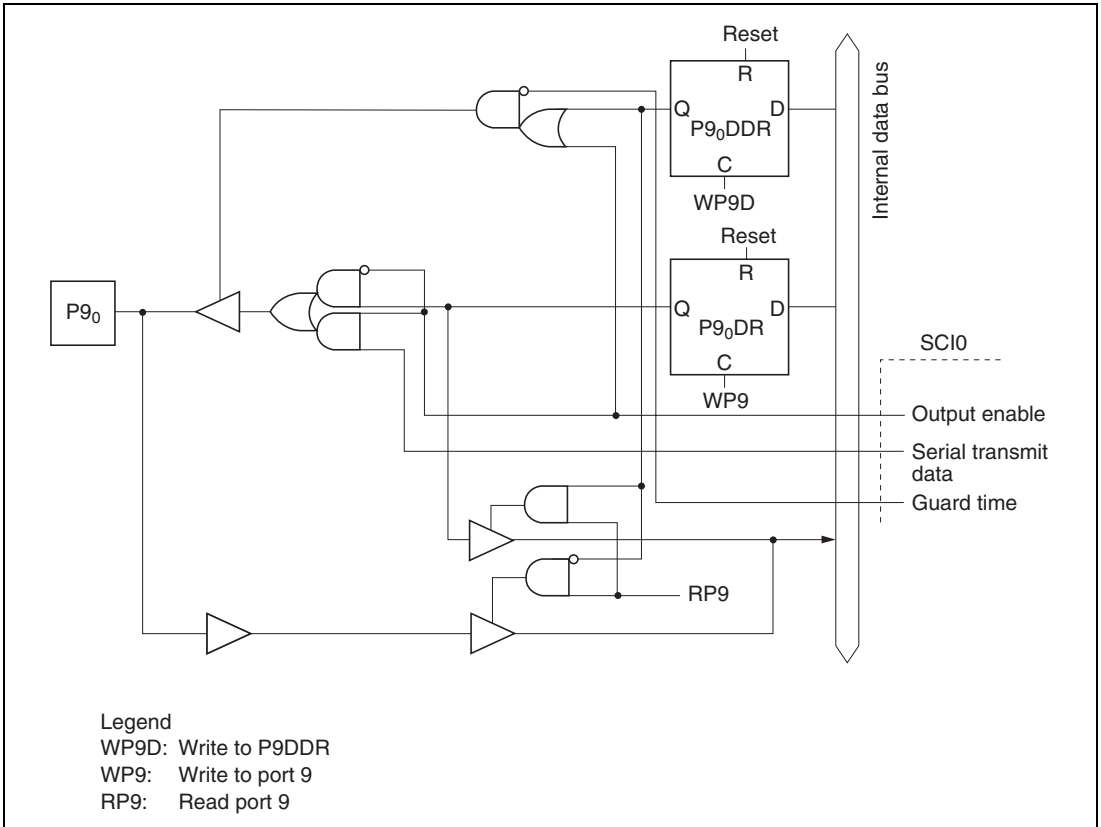 Reset
R
Q D
P9₀DDR
C
WP9D
Internal data bus
Reset
R
P9₀
Q D
P9₀DR
C
WP9
SCI0
Output enable
Serial transmit
data
Guard time
RP9
Legend
WP9D: Write to P9DDR
WP9: Write to port 9
RP9: Read port 9